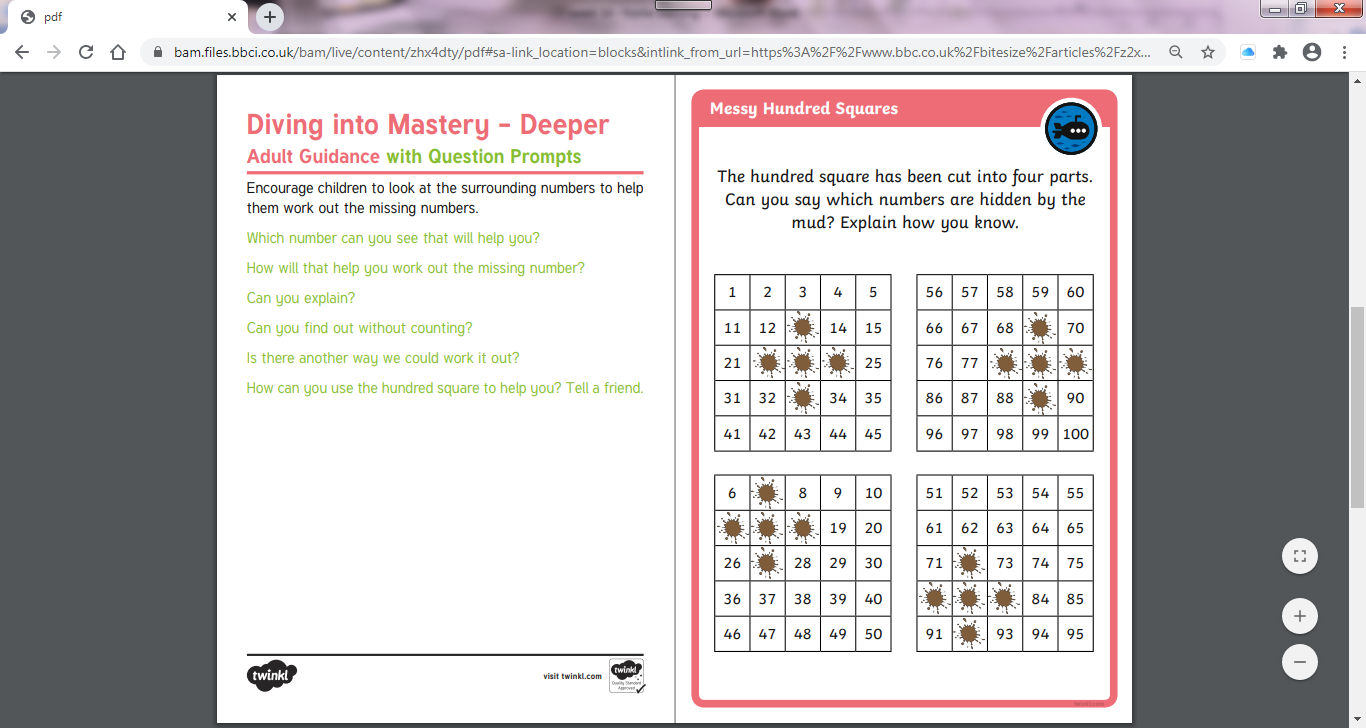 pdf
bam.files.bbci.co.uk/bam/live/content/zhx4dty/pdf#sa-link_location=blocks&intlink_from_url=https%3A%2F%2Fwww.bbc.co.uk%2Fbitesize%2Farticles%2Fz2x...
Diving into Mastery - Deeper
Adult Guidance with Question Prompts
Encourage children to look at the surrounding numbers to help
them work out the missing numbers.
Which number can you see that will help you?
How will that help you work out the missing number?
Can you explain?
Can you find out without counting?
Is there another way we could work it out?
How can you use the hundred square to help you? Tell a friend.
twinkl
visit twinkl.com
twinkl
Quality Standard
Approved
Messy Hundred Squares
The hundred square has been cut into four parts.
Can you say which numbers are hidden by the
mud? Explain how you know.
1 2 3 4 5
11 12 14 15
21 25
31 32 34 35
41 42 43 44 45
56 57 58 59 60
66 67 68 70
76 77
86 87 88 90
96 97 98 99 100
6 8 9 10
19 20
26 28 29 30
36 37 38 39 40
46 47 48 49 50
51 52 53 54 55
61 62 63 64 65
71 73 74 75
84 85
91 93 94 95
twinkl.com